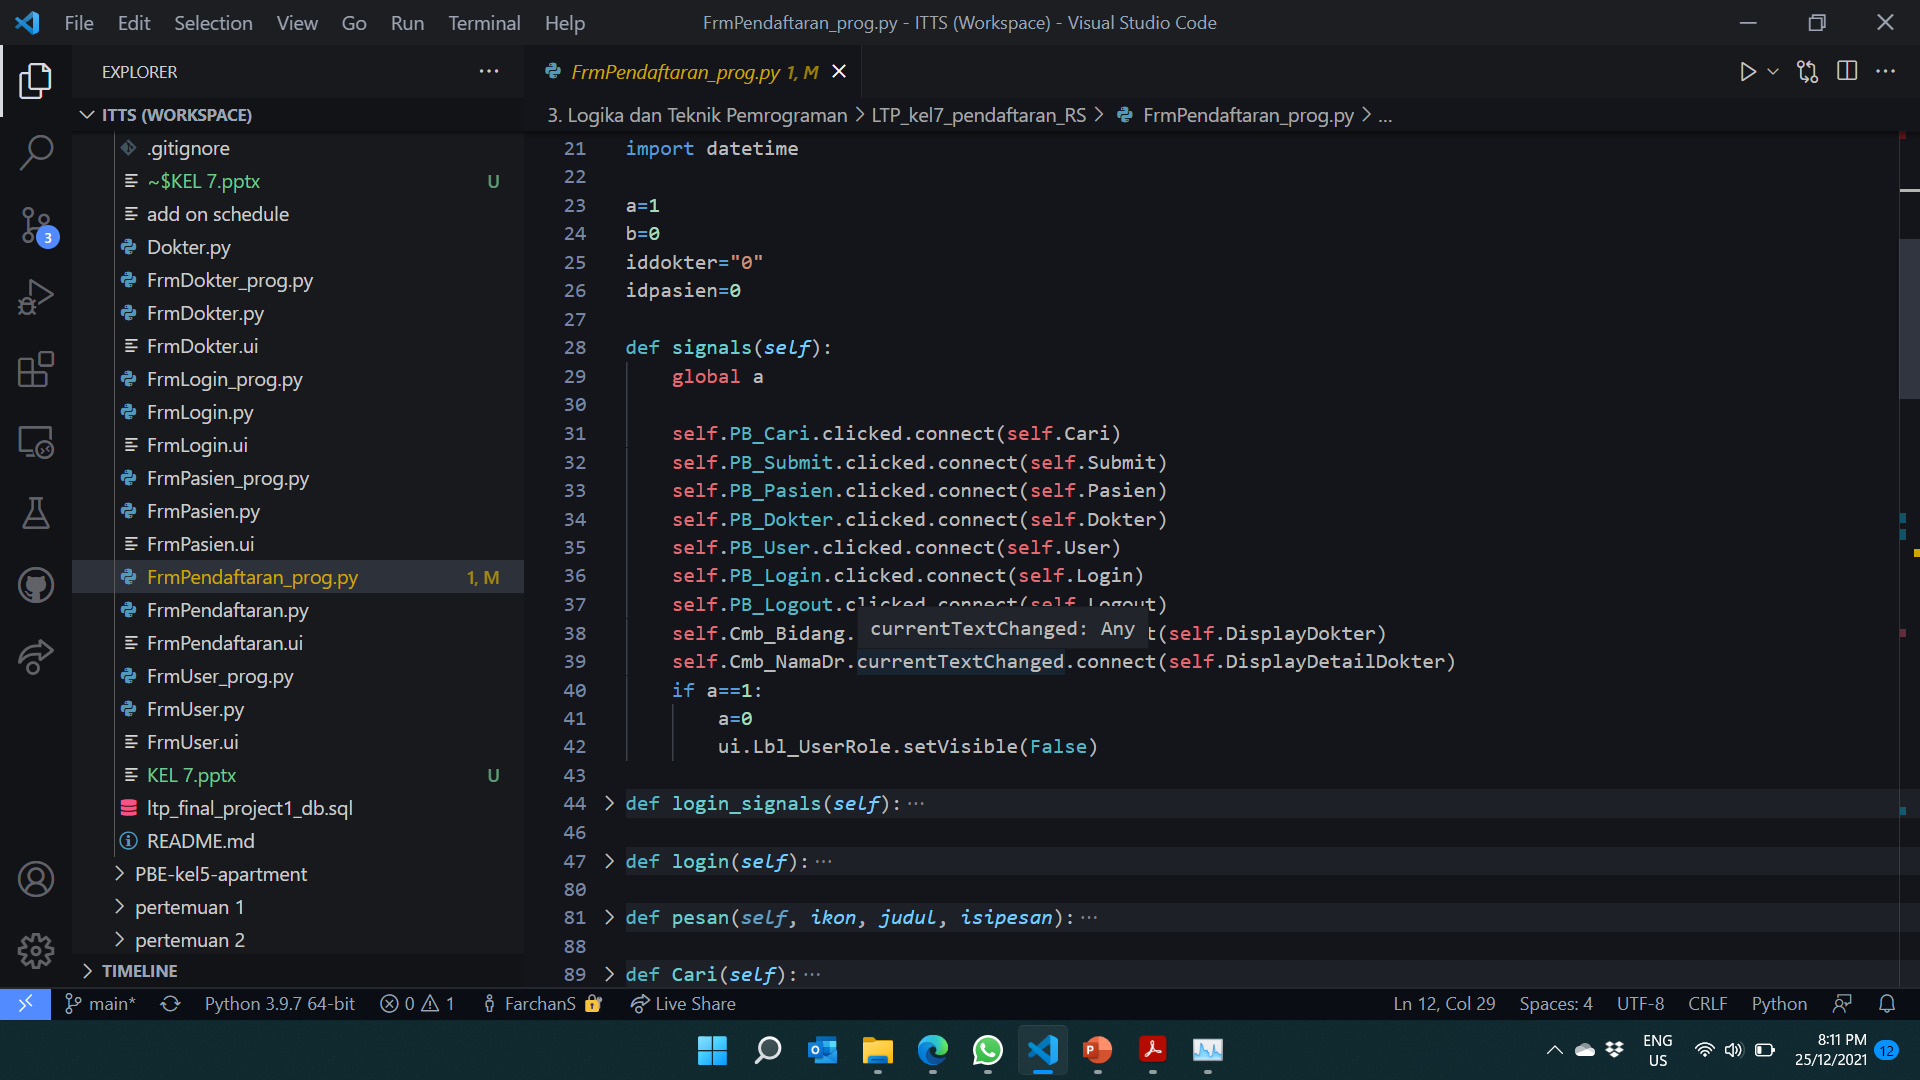 File Edit Selection View Go Run Terminal Help
FrmPendaftaran_prog.py - ITTS (Workspace) - Visual Studio Code
EXPLORER
ITTS (WORKSPACE)
.gitignore
~$KEL 7.pptx U
add on schedule
Dokter.py
FrmDokter_prog.py
FrmDokter.py
FrmDokter.ui
FrmLogin_prog.py
FrmLogin.py
FrmLogin.ui
FrmPasien_prog.py
FrmPasien.py
FrmPasien.ui
FrmPendaftaran_prog.py 1, M
FrmPendaftaran.py
FrmPendaftaran.ui
FrmUser_prog.py
FrmUser.py
FrmUser.ui
KEL 7.pptx U
ltp_final_project1_db.sql
README.md
PBE-kel5-apartment
pertemuan 1
pertemuan 2
TIMELINE
3
FrmPendaftaran_prog.py 1, M
3. Logika dan Teknik Pemrograman > LTP_kel7_pendaftaran_RS > FrmPendaftaran_prog.py > ...
21 import datetime
22
23 a=1
24 b=0
25 iddokter="0"
26 idpasien=0
27
28 def signals(self):
29 global a
30
31 self.PB_Cari.clicked.connect(self.Cari)
32 self.PB_Submit.clicked.connect(self.Submit)
33 self.PB_Pasien.clicked.connect(self.Pasien)
34 self.PB_Dokter.clicked.connect(self.Dokter)
35 self.PB_User.clicked.connect(self.User)
36 self.PB_Login.clicked.connect(self.Login)
37 self.PB_Logout.clicked.connect(self.Logout)
38 self.Cmb_Bidang. t(self.DisplayDokter)
currentTextChanged: Any
39 self.Cmb_NamaDr.currentTextChanged.connect(self.DisplayDetailDokter)
40 if a==1:
41 a=0
42 ui.Lbl_UserRole.setVisible(False)
43
44 def login_signals(self):···
46
47 def login(self):···
80
81 def pesan(self, ikon, judul, isipesan):···
88
89 def Cari(self):···
main* Python 3.9.7 64-bit 0 1 FarchanS Live Share
Ln 12, Col 29 Spaces: 4 UTF-8 CRLF Python
ENG
US
8:11 PM
25/12/2021
12